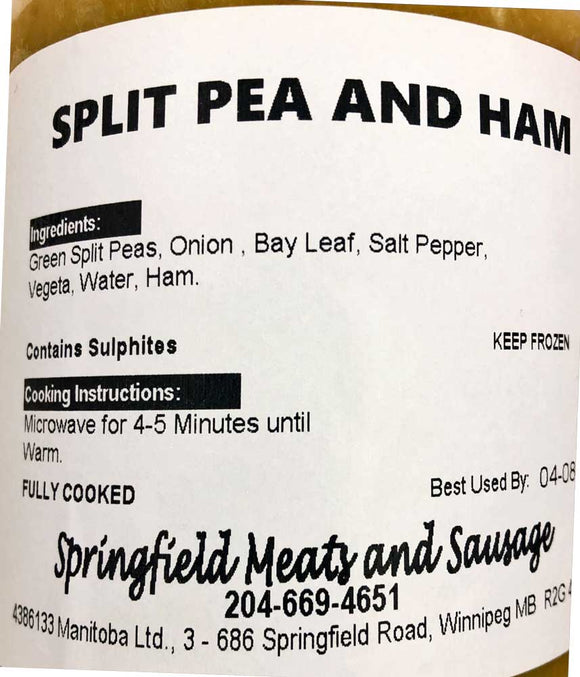 SPLIT PEA AND HAM
Ingredients:
Green Split Peas, Onion , Bay Leaf, Salt Pepper,
Vegeta, Water, Ham.
Contains Sulphites
KEEP FROZEN
Cooking Instructions:
Microwave for 4-5 Minutes until
Warm.
FULLY COOKED
Best Used By: 04-08
Springfield Meats and Sausage
204-669-4651
4386133 Manitoba Ltd., 3 - 686 Springfield Road, Winnipeg MB R2G 4